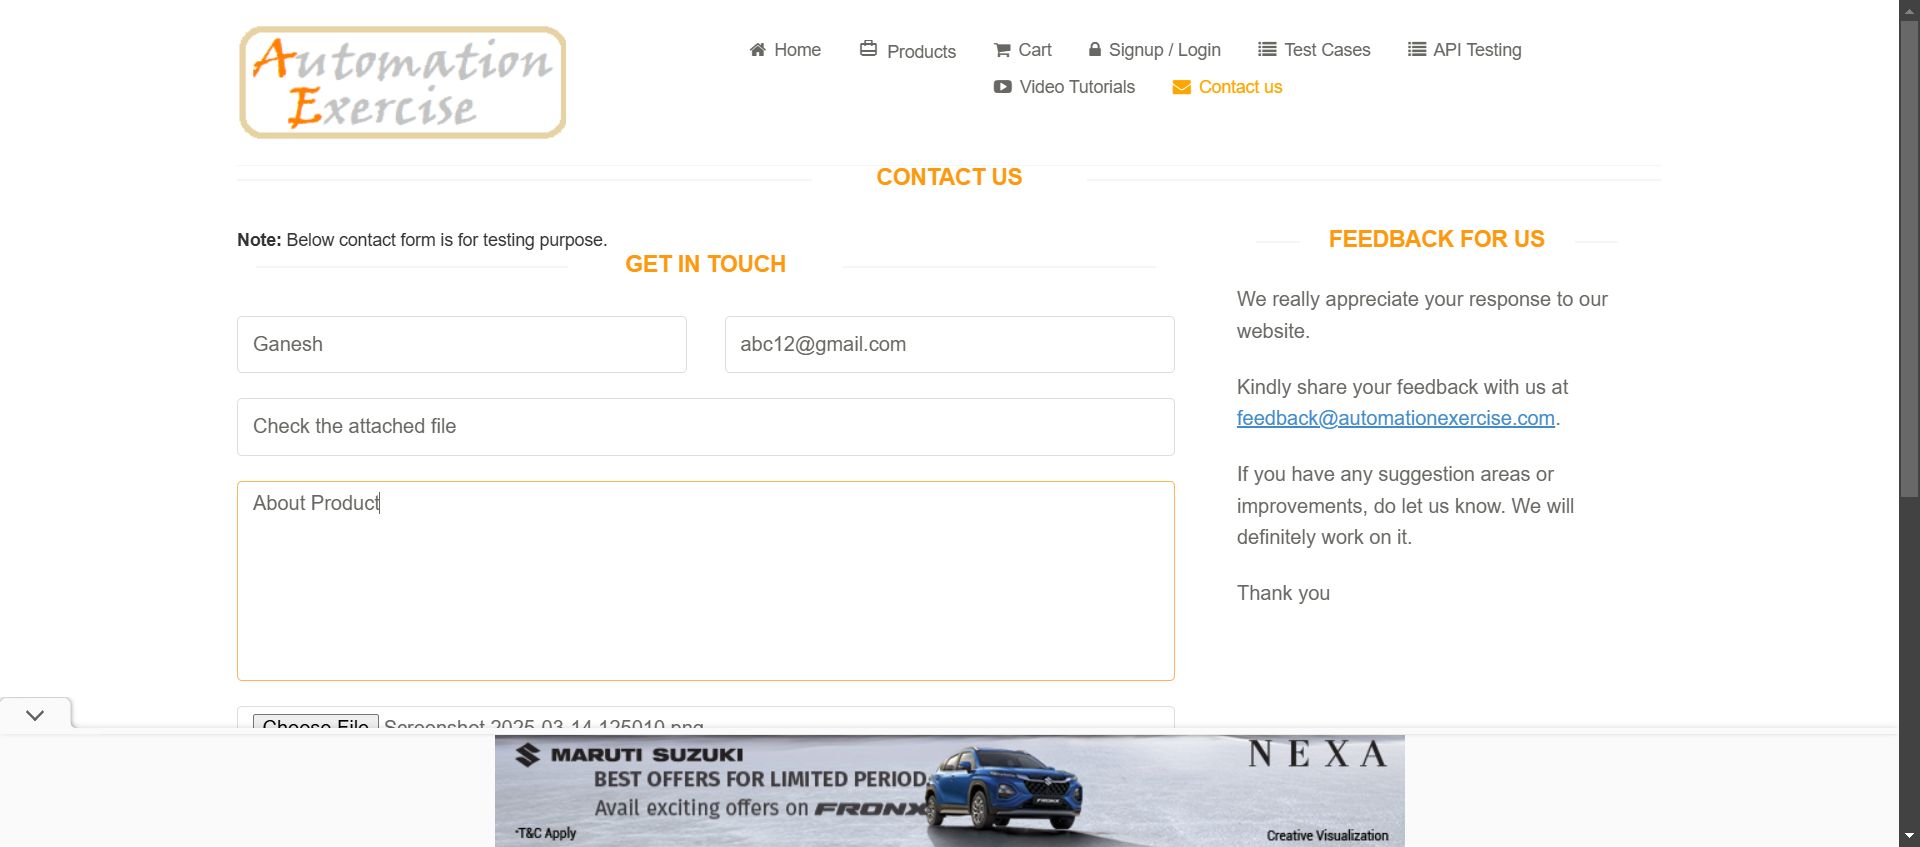 Automation
Exercise
Home
Products
Cart
Signup / Login
Test Cases
API Testing
Video Tutorials
Contact us
CONTACT US
Note: Below contact form is for testing purpose.
GET IN TOUCH
Ganesh
abc12@gmail.com
Check the attached file
About Product
Choose File Screenshot 2025-03-14 125010.png
FEEDBACK FOR US
We really appreciate your response to our
website.
Kindly share your feedback with us at
feedback@automationexercise.com.
If you have any suggestion areas or
improvements, do let us know. We will
definitely work on it.
Thank you
MARUTI SUZUKI
BEST OFFERS FOR LIMITED PERIOD.
Avail exciting offers on FRONX
*T&C Apply
FRONX
NEXA
Creative Visualization